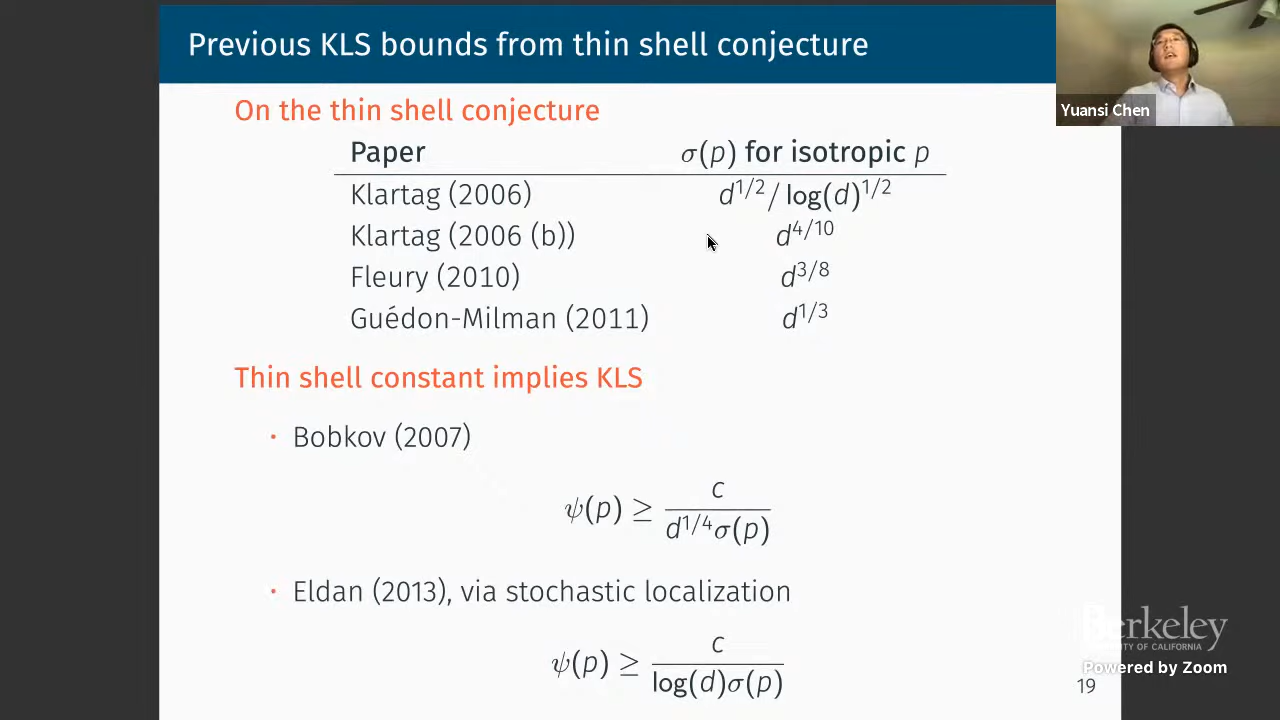 Previous KLS bounds from thin shell conjecture
Yuansi Chen
On the thin shell conjecture
Paper σ(p) for isotropic p
Klartag (2006) d^{1/2}/ log(d)^{1/2}
Klartag (2006 (b)) d^{4/10}
Fleury (2010) d^{3/8}
Guédon-Milman (2011) d^{1/3}
Thin shell constant implies KLS
· Bobkov (2007)
ψ(p) ≥ c / d^{1/4}σ(p)
· Eldan (2013), via stochastic localization
ψ(p) ≥ c / log(d)σ(p)
Berkeley
OF CALIFORNIA
Powered by Zoom
19